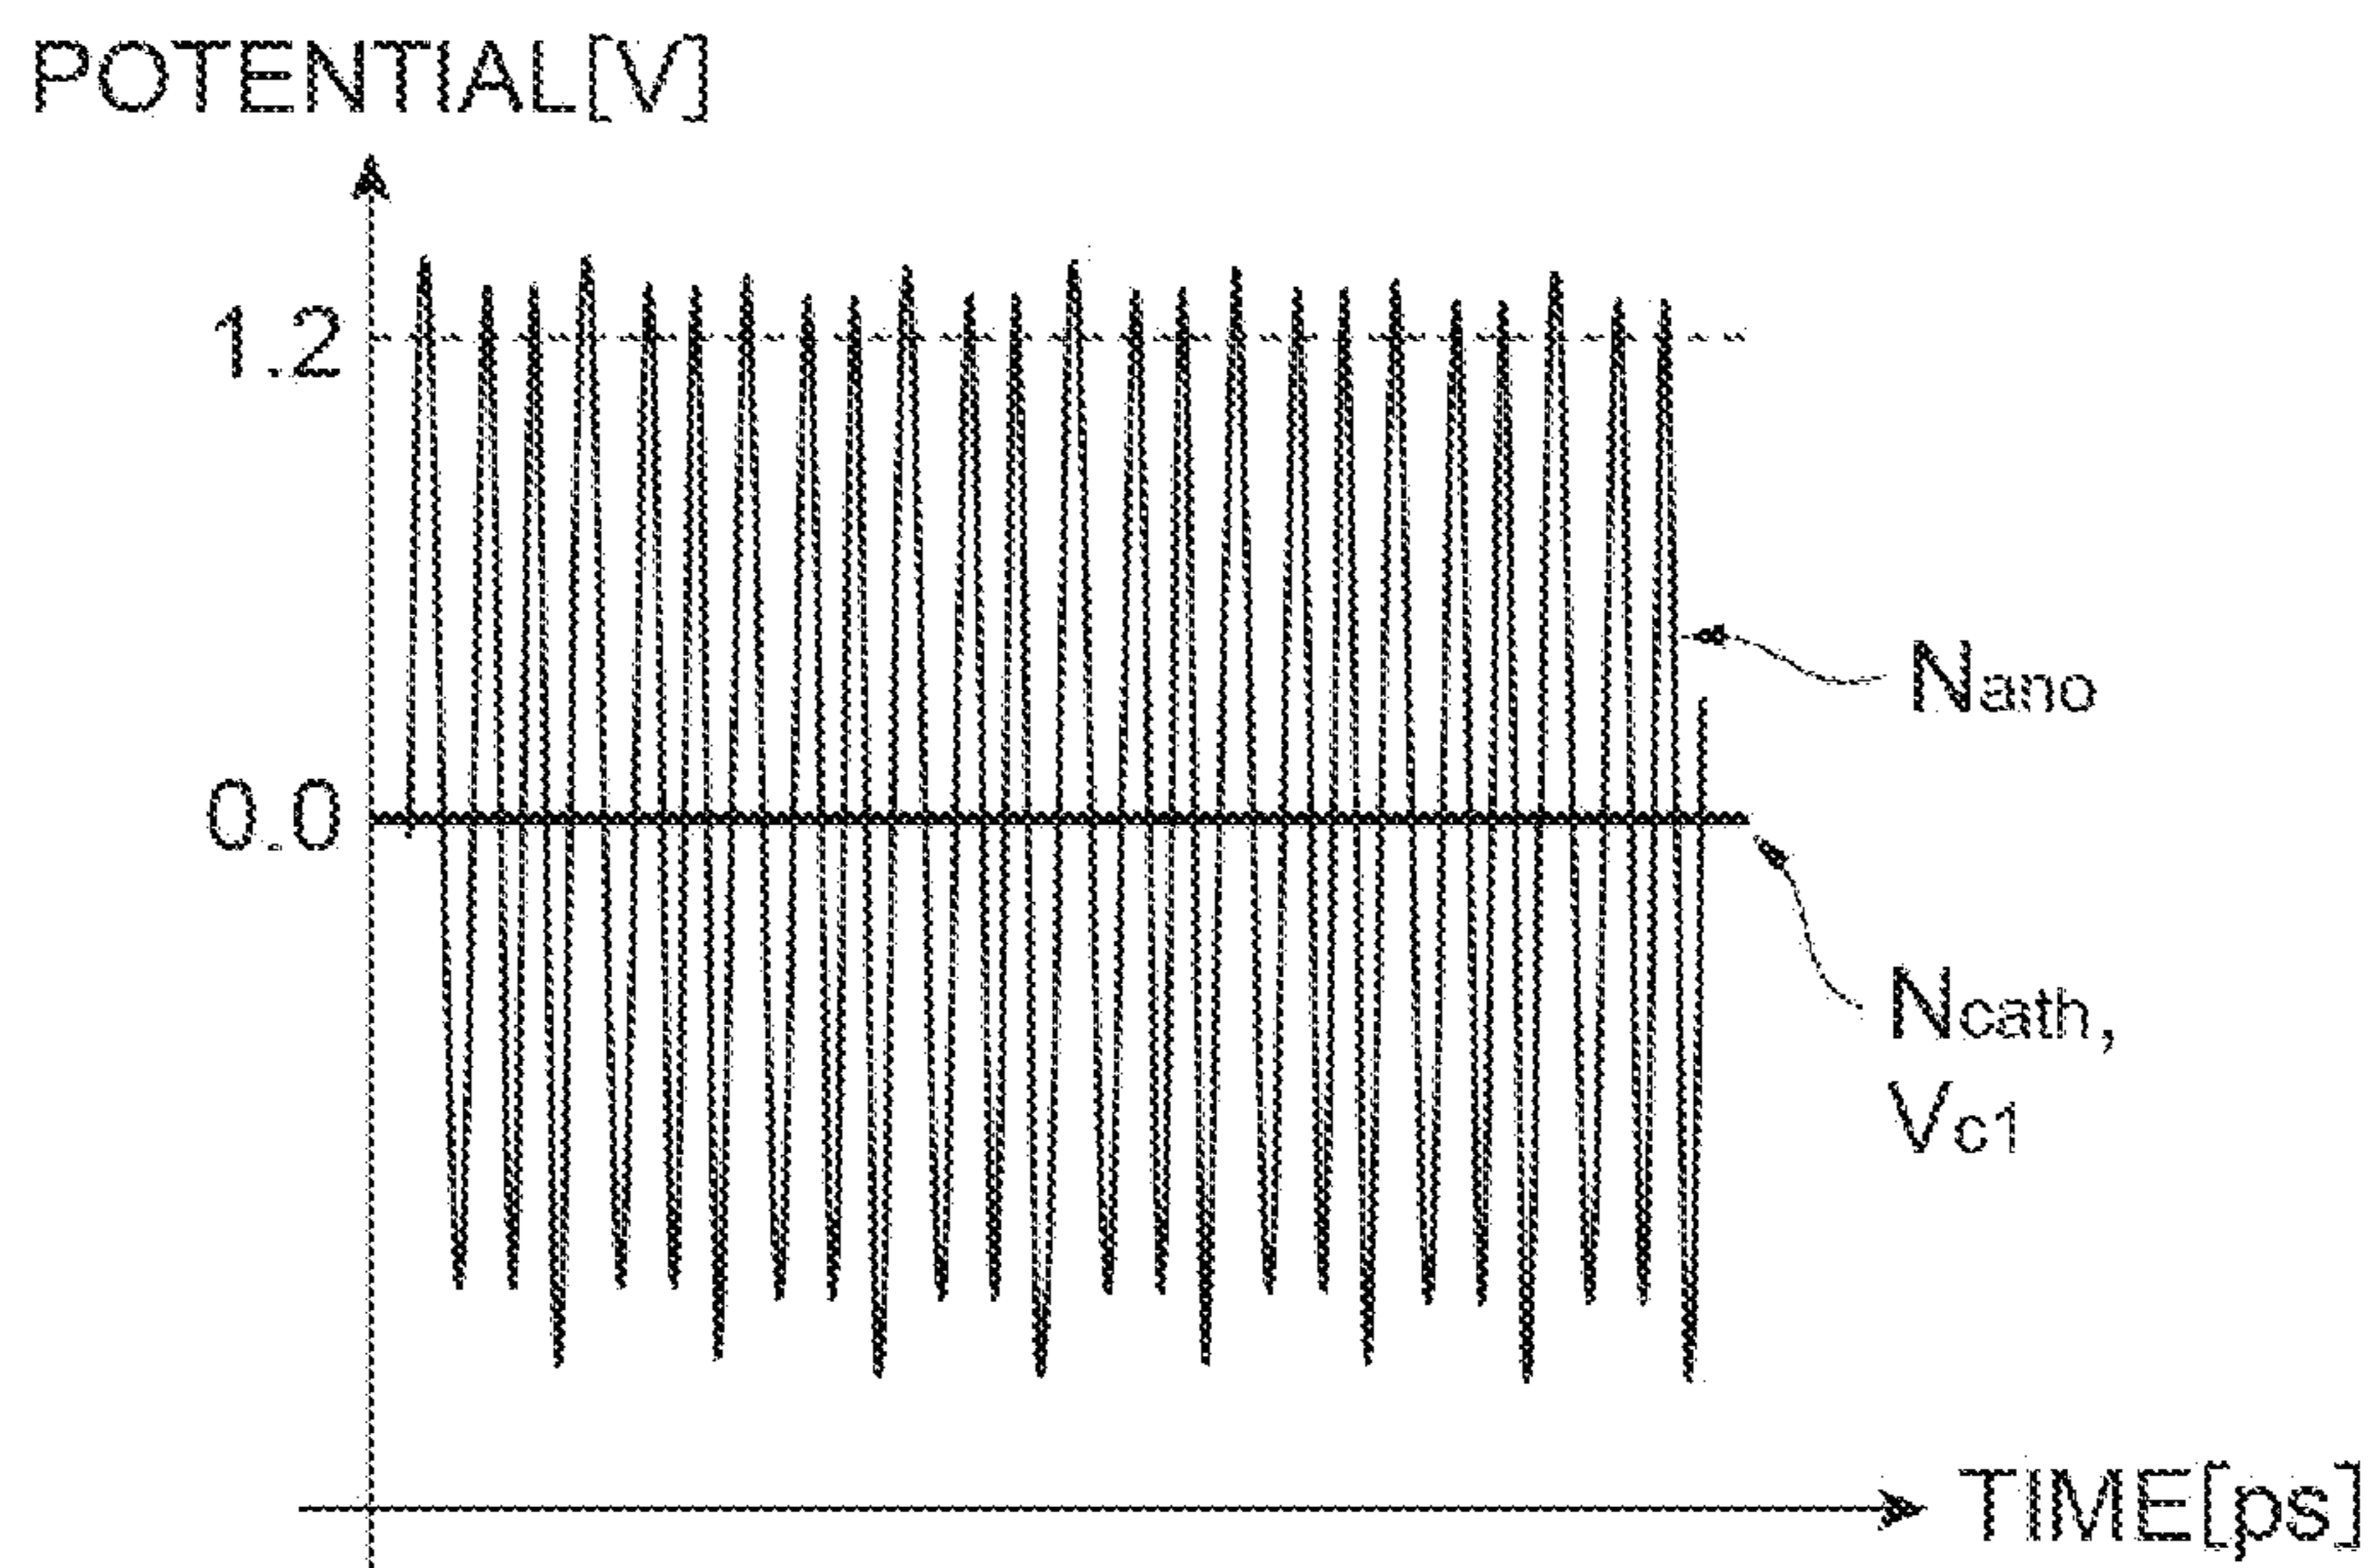 POTENTIAL[V]
1.2
0.0
Nano
Ncath,
Vc1
TIME[ps]